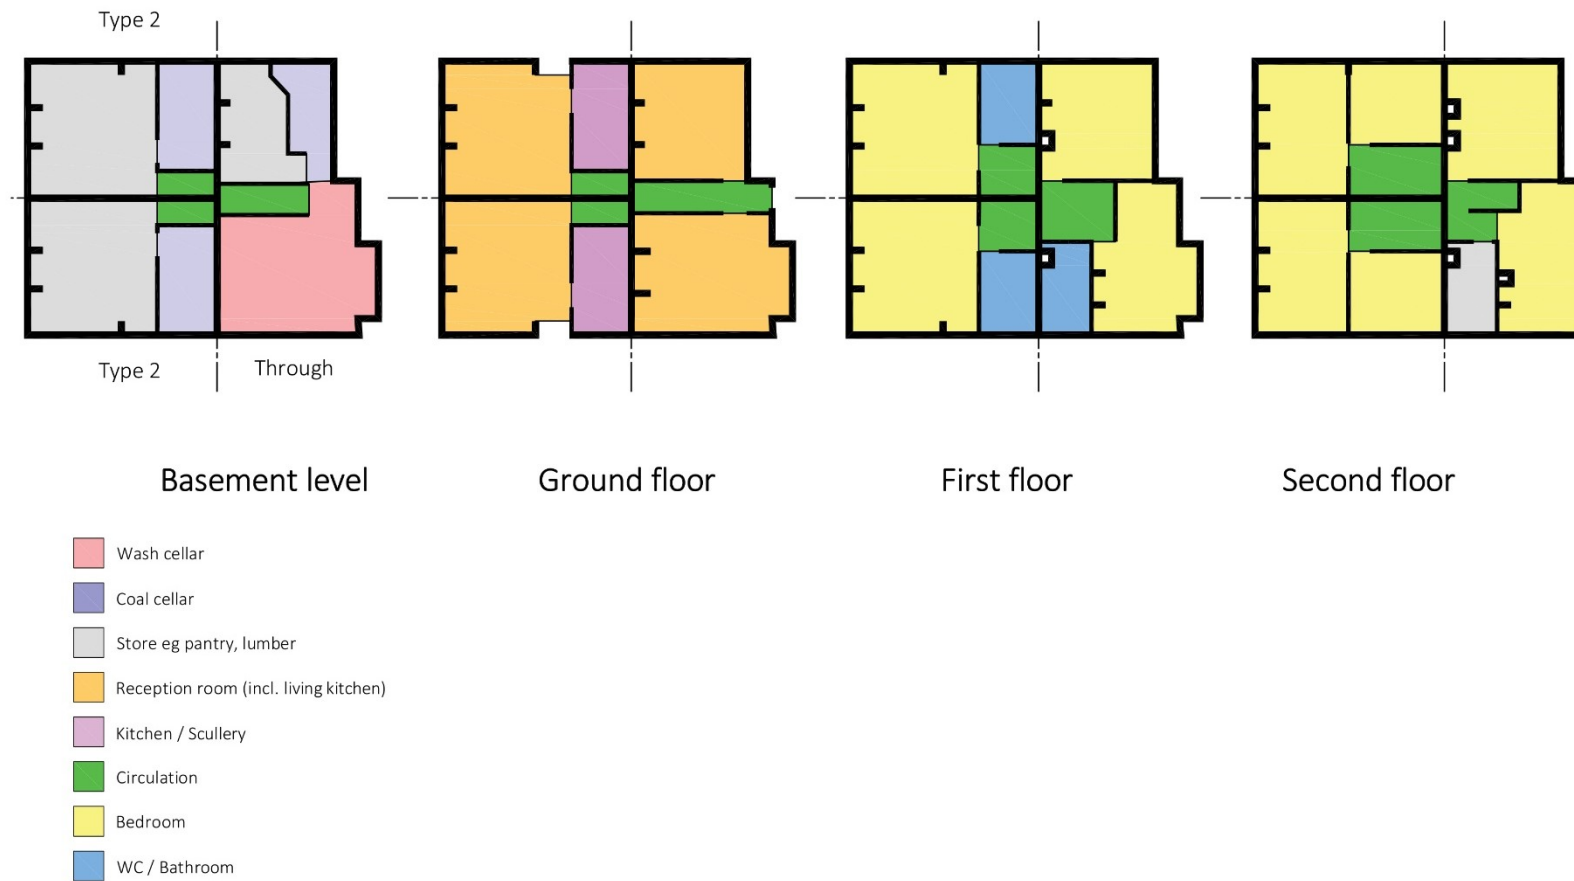 Type 2
Type 2
Through
Basement level
Ground floor
First floor
Second floor
Wash cellar
Coal cellar
Store eg pantry, lumber
Reception room (incl. living kitchen)
Kitchen / Scullery
Circulation
Bedroom
WC / Bathroom